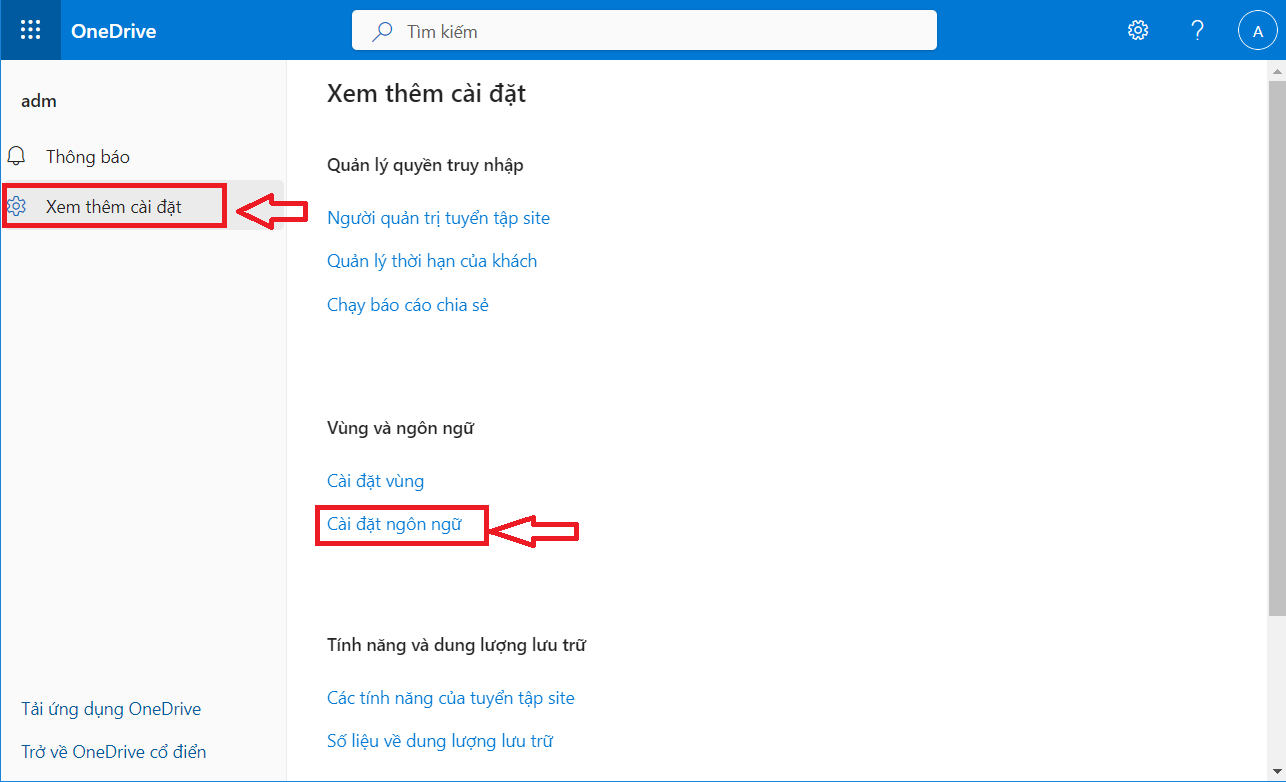 OneDrive
Tìm kiếm
?
A
adm
Thông báo
Xem thêm cài đặt
Tải ứng dụng OneDrive
Trở về OneDrive cổ điển
Xem thêm cài đặt
Quản lý quyền truy nhập
Người quản trị tuyển tập site
Quản lý thời hạn của khách
Chạy báo cáo chia sẻ
Vùng và ngôn ngữ
Cài đặt vùng
Cài đặt ngôn ngữ
Tính năng và dung lượng lưu trữ
Các tính năng của tuyển tập site
Số liệu về dung lượng lưu trữ